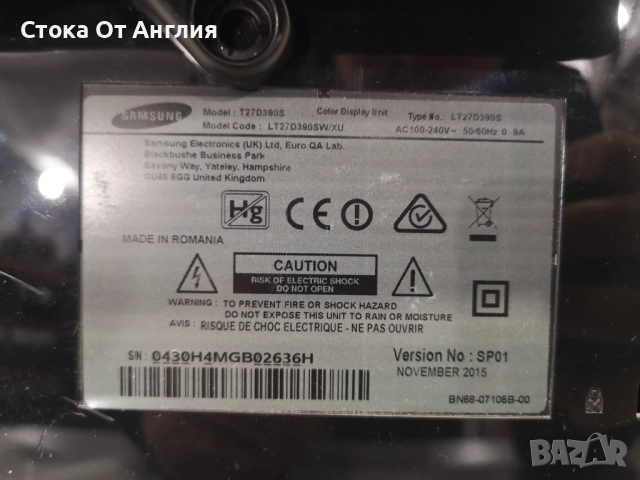 Стока От Англия
SAMSUNG
Model : T27D390S
Color Display Unit
Type No.: LT27D390S
Model Code : LT27D390SW/XU
AC100-240V~ 50/60Hz 0.9A
Samsung Electronics (UK) Ltd, Euro QA Lab.
Blackbushe Business Park
Saxony Way, Yateley, Hampshire
GU46 6GG United Kingdom
Hg
CE
MADE IN ROMANIA
CAUTION
RISK OF ELECTRIC SHOCK
DO NOT OPEN
WARNING : TO PREVENT FIRE OR SHOCK HAZARD
DO NOT EXPOSE THIS UNIT TO RAIN OR MOISTURE
AVIS : RISQUE DE CHOC ELECTRIQUE - NE PAS OUVRIR
S/N : 0430H4MGB02636H
Version No : SP01
NOVEMBER 2015
BN68-07106B-00
BAZAR